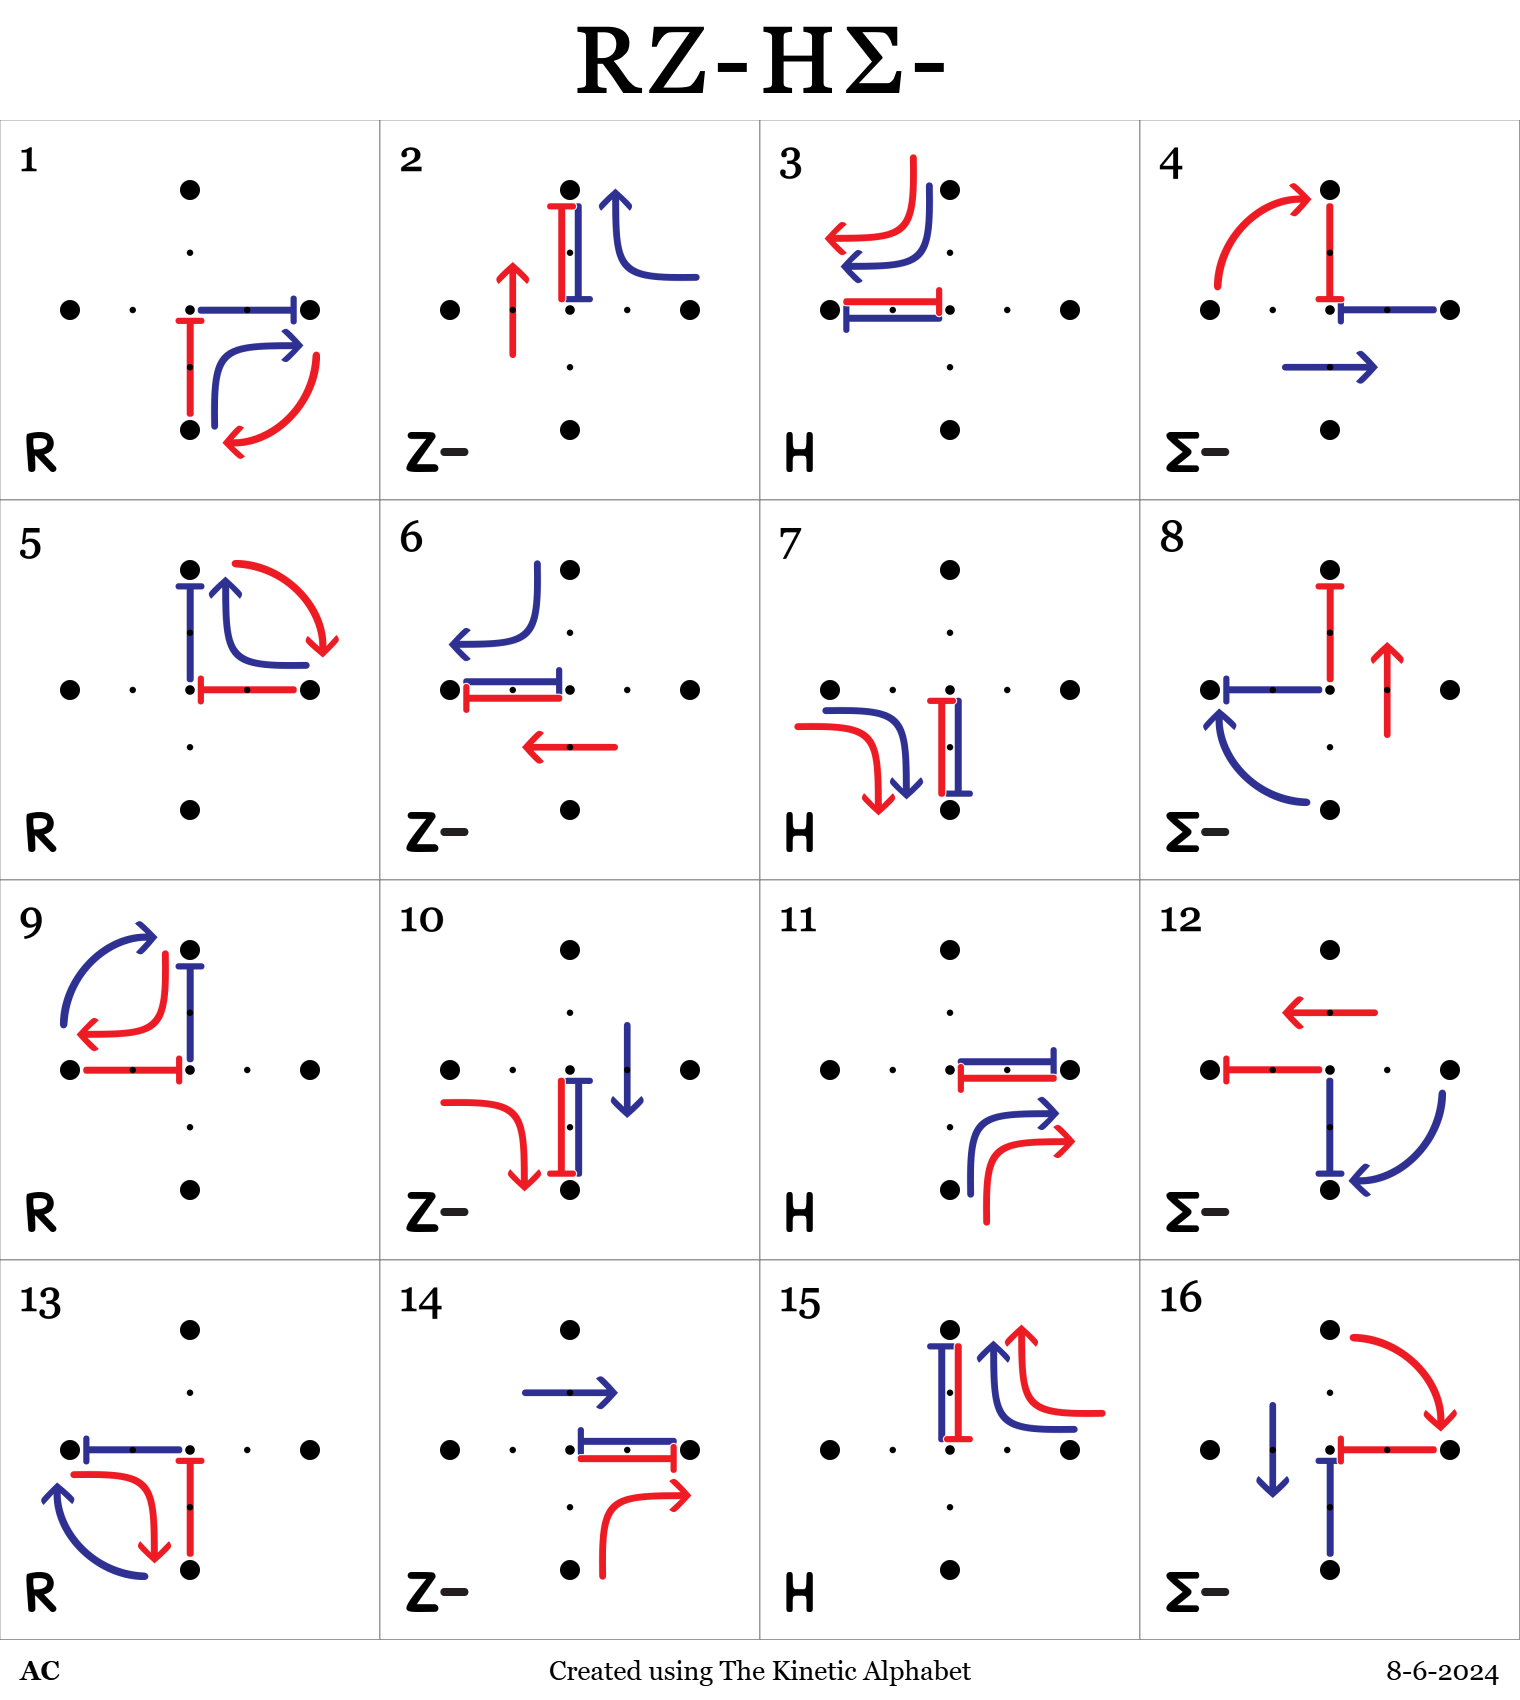 RZ-HΣ-
1 2 3 4
R Z- H Σ-
5 6 7 8
R Z- H Σ-
9 10 11 12
R Z- H Σ-
13 14 15 16
R Z- H Σ-
AC Created using The Kinetic Alphabet 8-6-2024